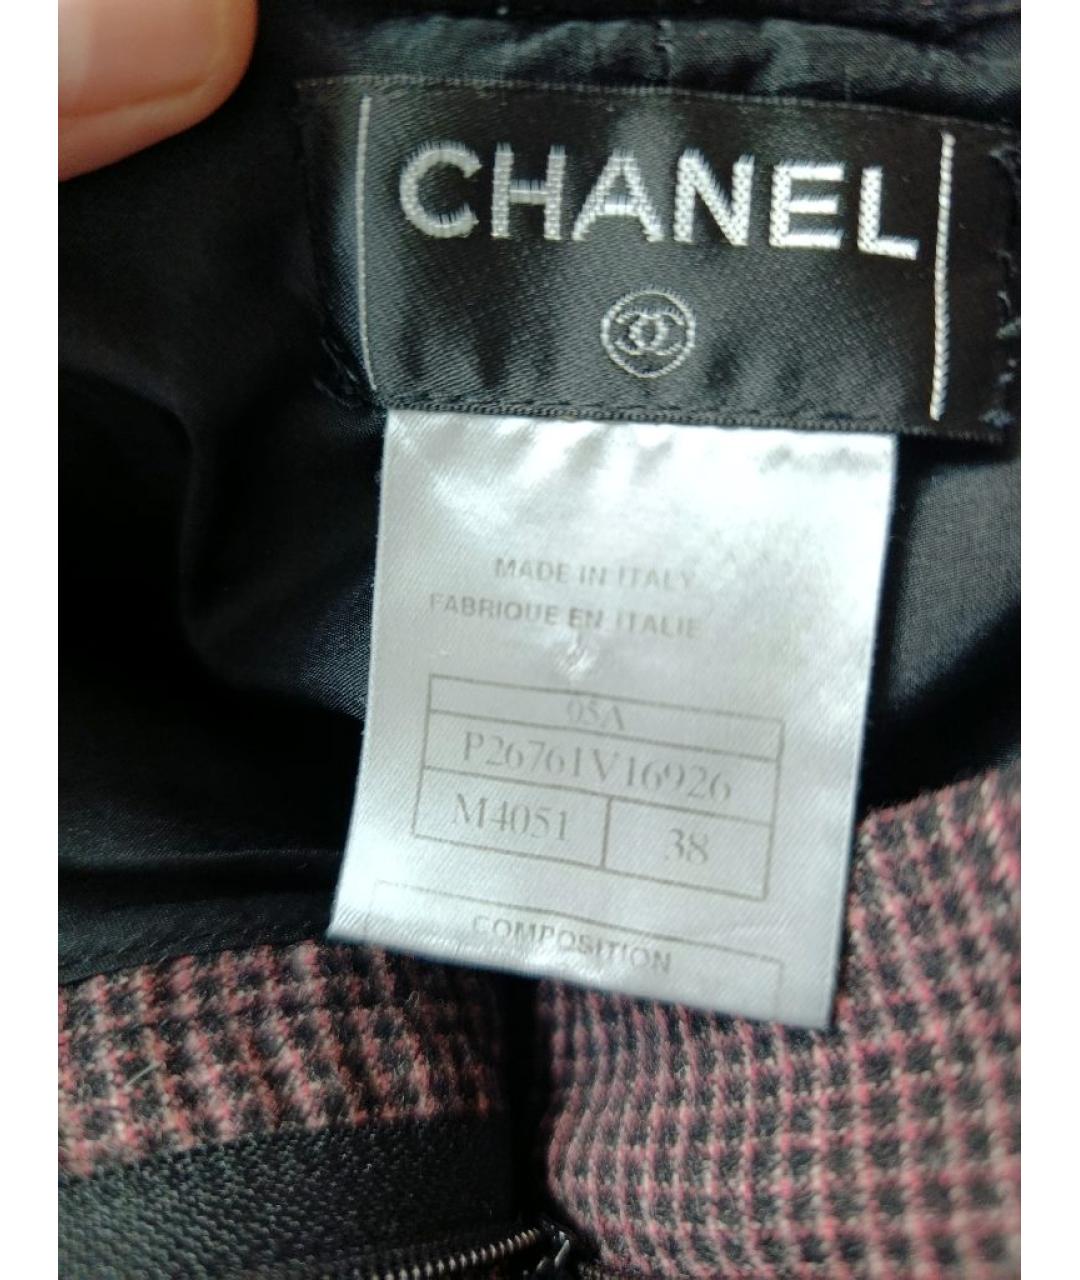 CHANEL
MADE IN ITALY
FABRIQUE EN ITALIE
05A
P26761V16926
M4051 38
COMPOSITION